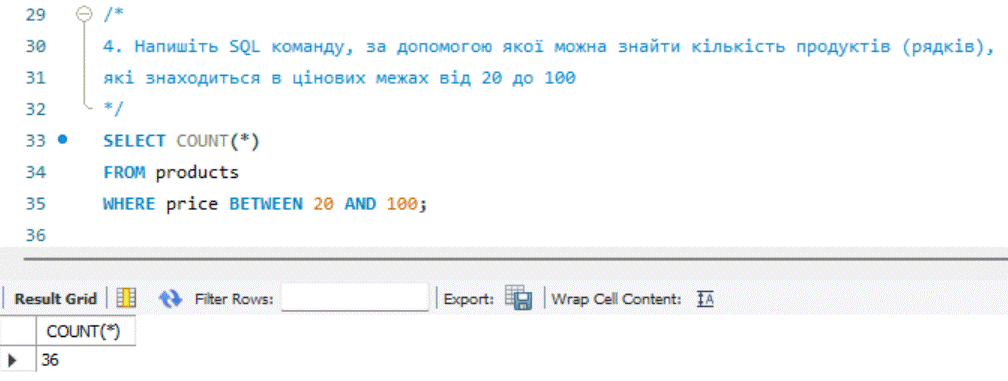 29 /*
30 4. Напишіть SQL команду, за допомогою якої можна знайти кількість продуктів (рядків),
31 які знаходиться в цінових межах від 20 до 100
32 */
33 SELECT COUNT(*)
34 FROM products
35 WHERE price BETWEEN 20 AND 100;
36
Result Grid Filter Rows: Export: Wrap Cell Content:
COUNT(*)
36